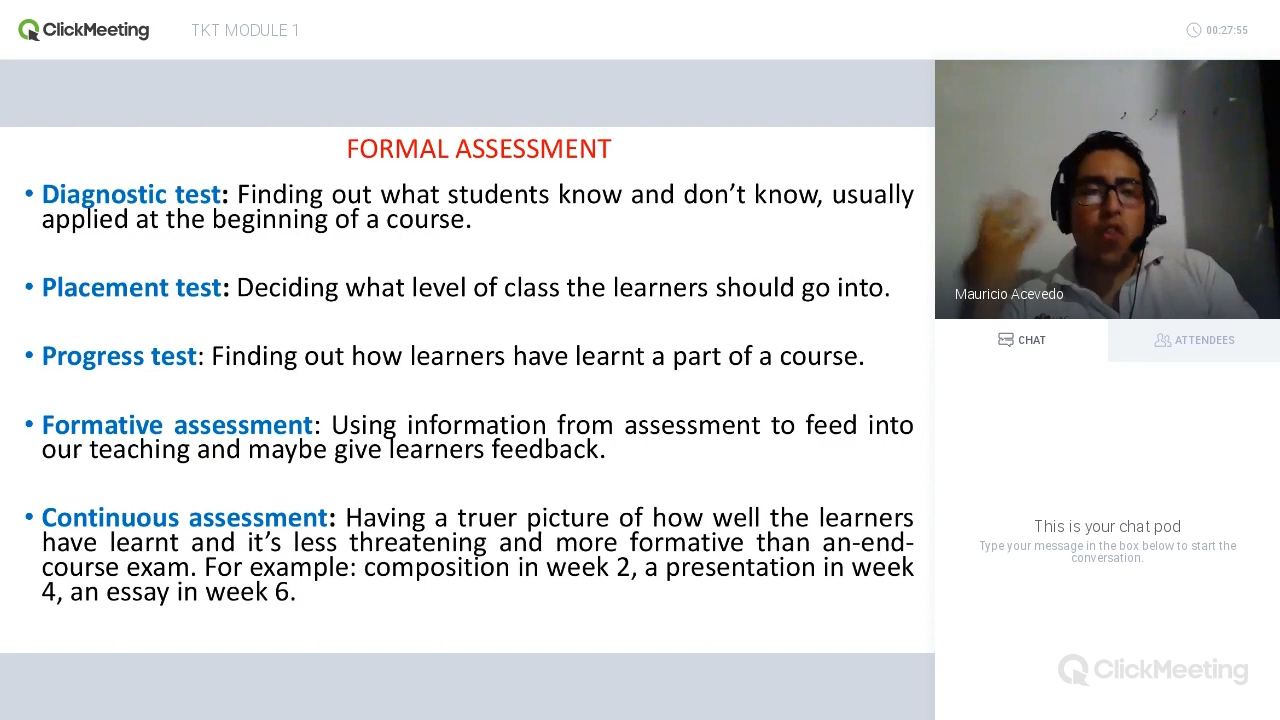 ClickMeeting
TKT MODULE 1
00:27:55
FORMAL ASSESSMENT
• Diagnostic test: Finding out what students know and don’t know, usually
applied at the beginning of a course.
• Placement test: Deciding what level of class the learners should go into.
• Progress test: Finding out how learners have learnt a part of a course.
• Formative assessment: Using information from assessment to feed into
our teaching and maybe give learners feedback.
• Continuous assessment: Having a truer picture of how well the learners
have learnt and it’s less threatening and more formative than an-end-
course exam. For example: composition in week 2, a presentation in week
4, an essay in week 6.
Mauricio Acevedo
CHAT
ATTENDEES
This is your chat pod
Type your message in the box below to start the
conversation.
ClickMeeting